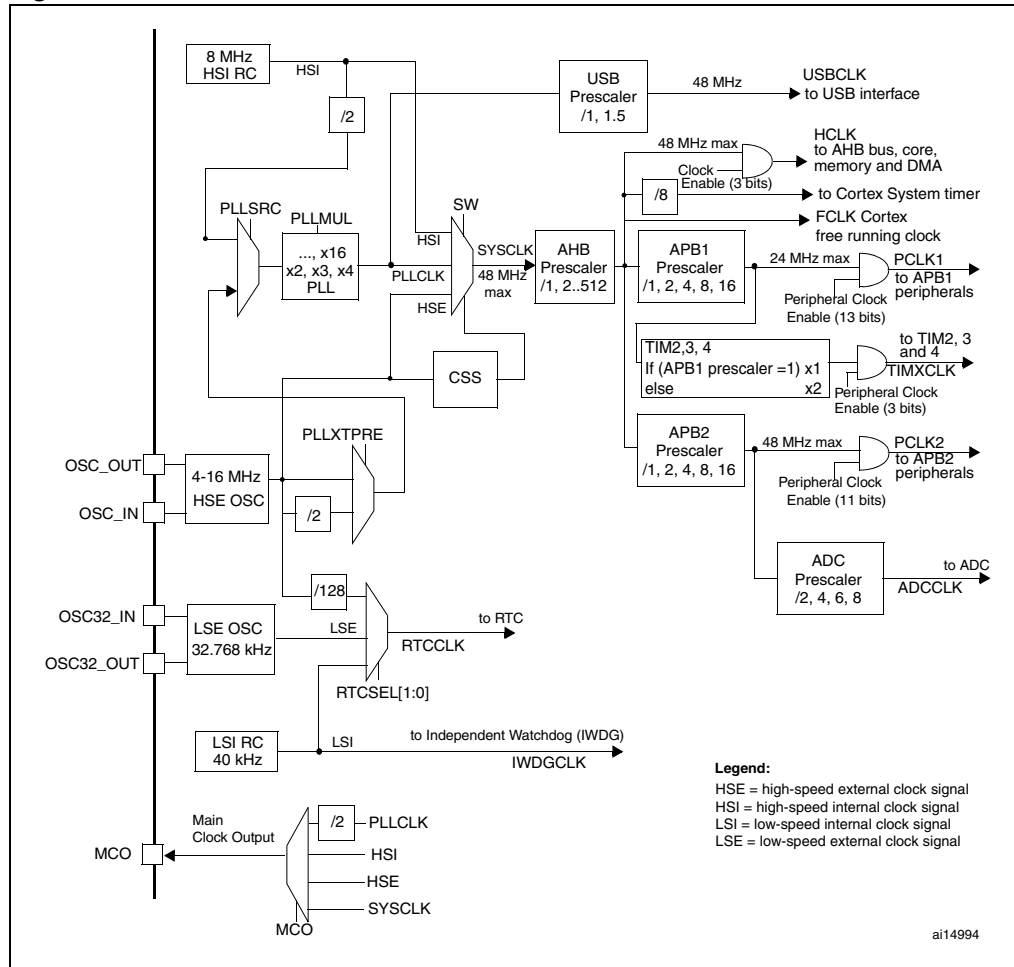 8 MHz
HSI RC
HSI
/2
USB
Prescaler
/1, 1.5
48 MHz
USBCLK
to USB interface
HCLK
to AHB bus, core,
memory and DMA
48 MHz max
Clock
Enable (3 bits)
/8
to Cortex System timer
FCLK Cortex
free running clock
PLLSRC
PLLMUL
..., x16
x2, x3, x4
PLL
SW
HSI
PLLCLK
HSE
SYSCLK
48 MHz
max
AHB
Prescaler
/1, 2..512
APB1
Prescaler
/1, 2, 4, 8, 16
24 MHz max
PCLK1
to APB1
peripherals
Peripheral Clock
Enable (13 bits)
TIM2,3, 4
If (APB1 prescaler =1) x1
else x2
to TIM2, 3
and 4
TIMXCLK
Peripheral Clock
Enable (3 bits)
CSS
APB2
Prescaler
/1, 2, 4, 8, 16
48 MHz max
PCLK2
to APB2
peripherals
Peripheral Clock
Enable (11 bits)
PLLXTPRE
OSC_OUT
OSC_IN
4-16 MHz
HSE OSC
/2
ADC
Prescaler
/2, 4, 6, 8
to ADC
ADCCLK
/128
OSC32_IN
OSC32_OUT
LSE OSC
32.768 kHz
LSE
to RTC
RTCCLK
RTCSEL[1:0]
LSI RC
40 kHz
LSI
to Independent Watchdog (IWDG)
IWDGCLK
Legend:
HSE = high-speed external clock signal
HSI = high-speed internal clock signal
LSI = low-speed internal clock signal
LSE = low-speed external clock signal
Main
Clock Output
MCO
/2
PLLCLK
HSI
HSE
SYSCLK
MCO
ai14994